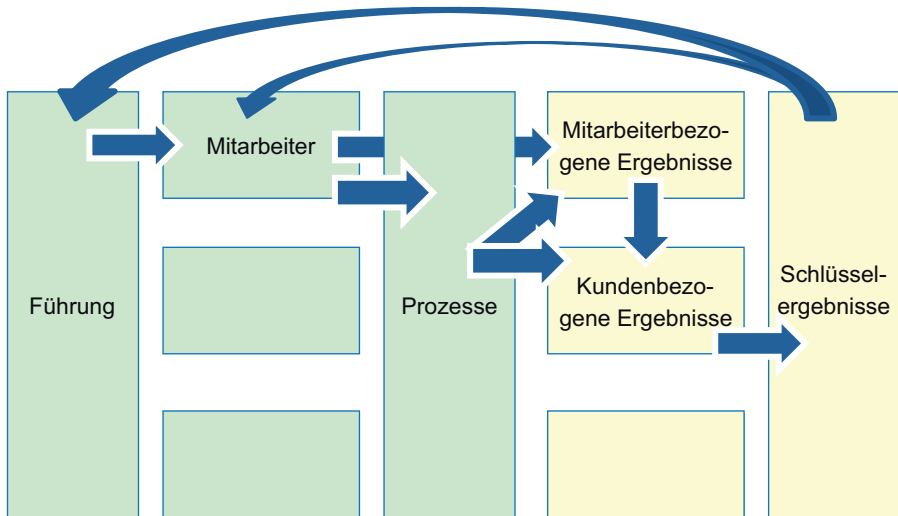 Führung
Mitarbeiter
Prozesse
Mitarbeiterbezo-
gene Ergebnisse
Kundenbezo-
gene Ergebnisse
Schlüssel-
ergebnisse